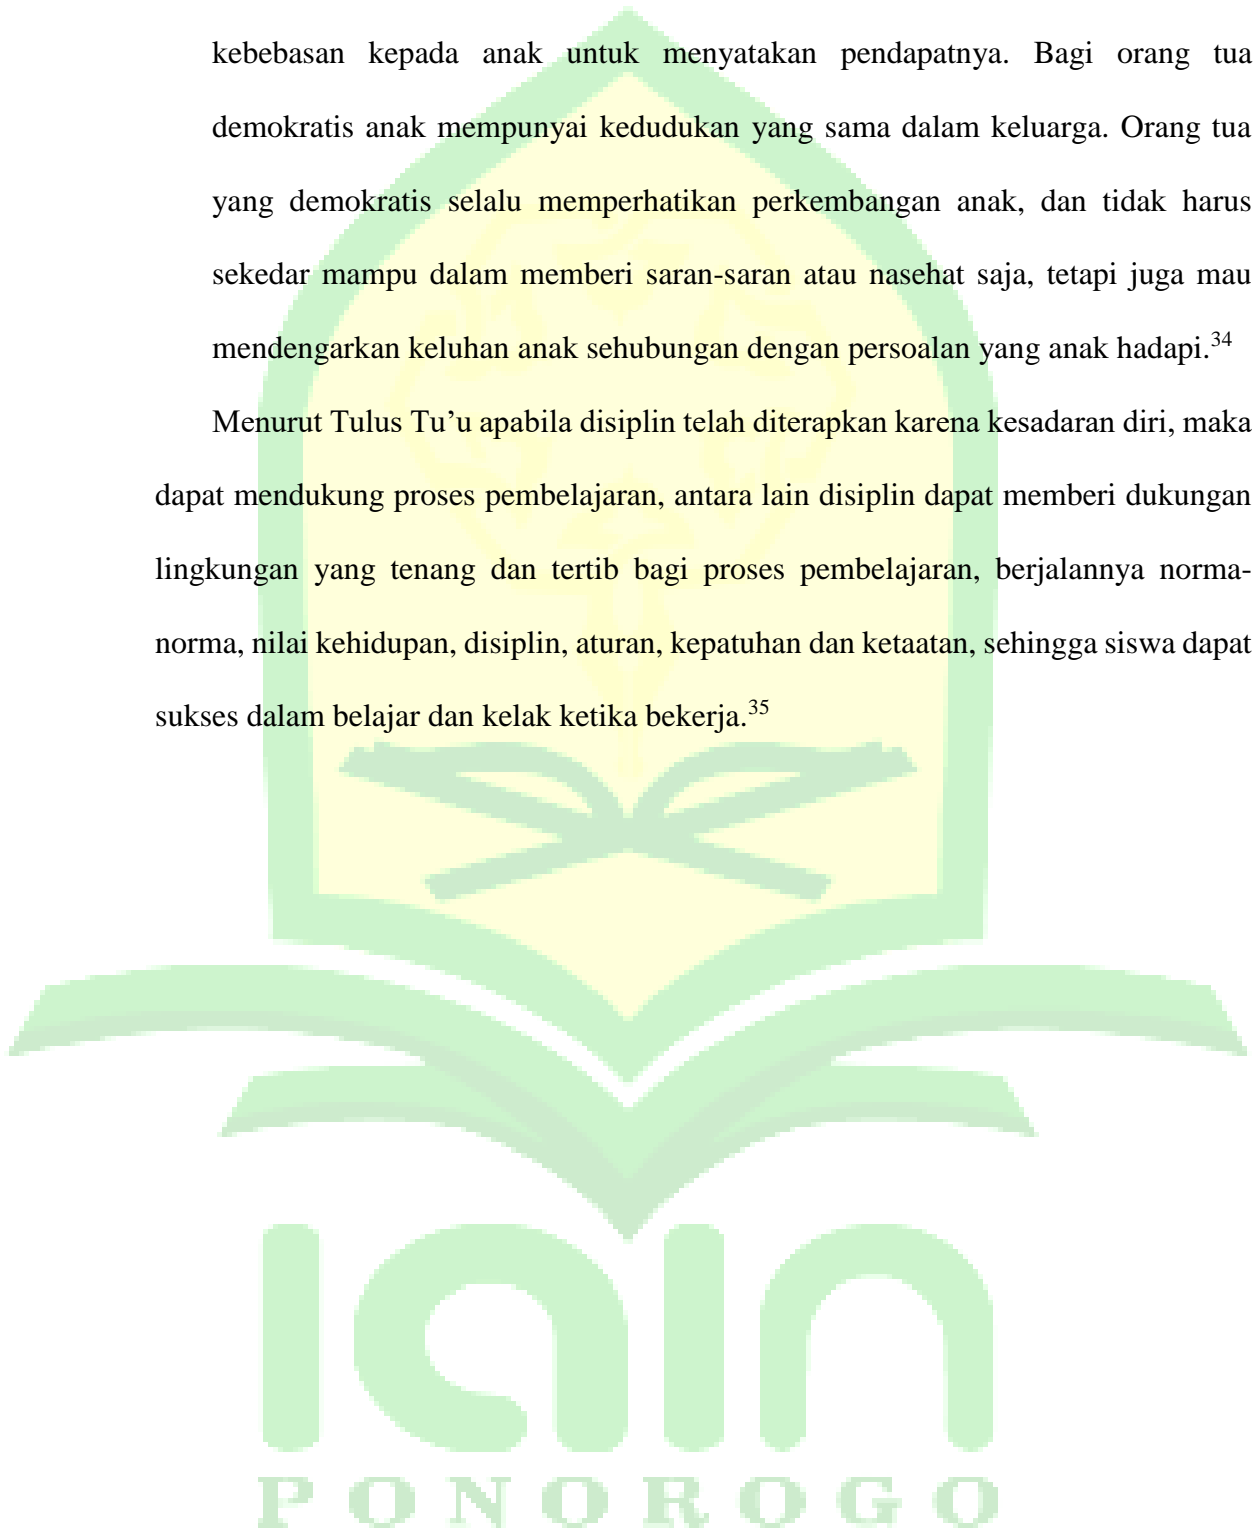 kebebasan kepada anak untuk menyatakan pendapatnya. Bagi orang tua
demokratis anak mempunyai kedudukan yang sama dalam keluarga. Orang tua
yang demokratis selalu memperhatikan perkembangan anak, dan tidak harus
sekedar mampu dalam memberi saran-saran atau nasehat saja, tetapi juga mau
mendengarkan keluhan anak sehubungan dengan persoalan yang anak hadapi.34
Menurut Tulus Tu’u apabila disiplin telah diterapkan karena kesadaran diri, maka
dapat mendukung proses pembelajaran, antara lain disiplin dapat memberi dukungan
lingkungan yang tenang dan tertib bagi proses pembelajaran, berjalannya norma-
norma, nilai kehidupan, disiplin, aturan, kepatuhan dan ketaatan, sehingga siswa dapat
sukses dalam belajar dan kelak ketika bekerja.35
iain
PONOROGO